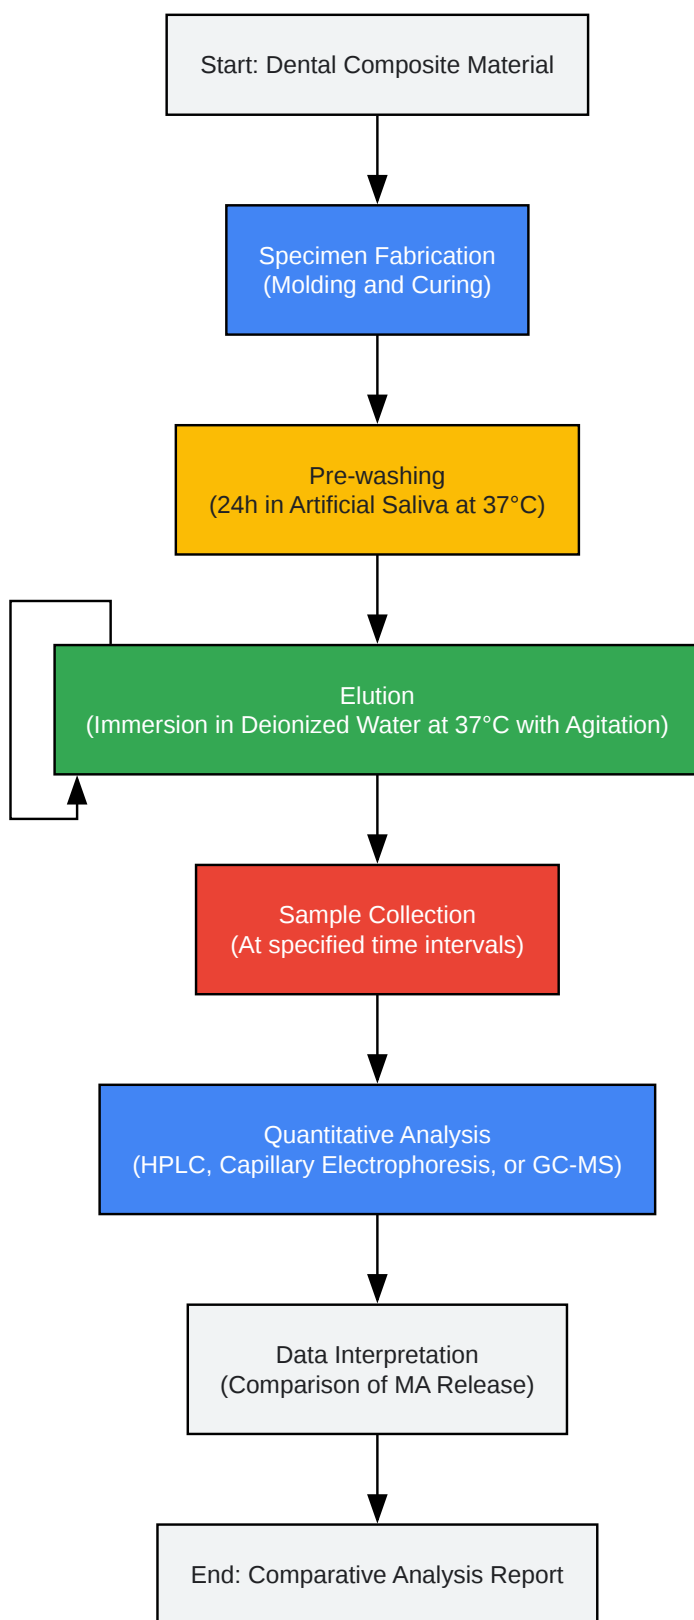 Start: Dental Composite Material
Specimen Fabrication
(Molding and Curing)
Pre-washing
(24h in Artificial Saliva at 37°C)
Elution
(Immersion in Deionized Water at 37°C with Agitation)
Sample Collection
(At specified time intervals)
Quantitative Analysis
(HPLC, Capillary Electrophoresis, or GC-MS)
Data Interpretation
(Comparison of MA Release)
End: Comparative Analysis Report